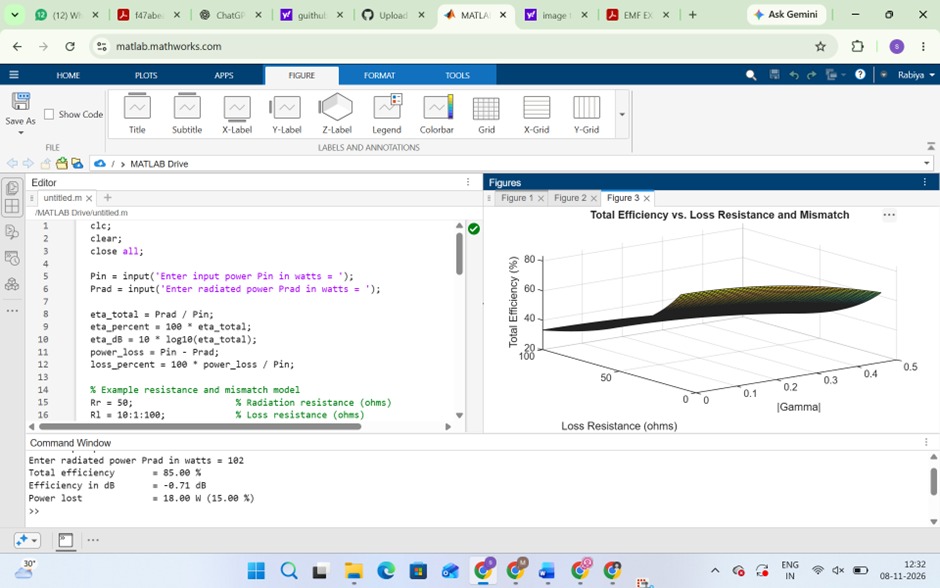 (12) W
f47abe
ChatG
guithub
Upload
MATLA
image
EMF E
Ask Gemini
matlab.mathworks.com
S
HOME PLOTS APPS FIGURE FORMAT TOOLS
Rabiya
Save As
Show Code
Title Subtitle X-Label Y-Label Z-Label Legend Colorbar Grid X-Grid Y-Grid
FILE
LABELS AND ANNOTATIONS
/ > MATLAB Drive
Editor
untitled.m
/MATLAB Drive/untitled.m
1 clc;
2 clear;
3 close all;
4
5 Pin = input('Enter input power Pin in watts = ');
6 Prad = input('Enter radiated power Prad in watts = ');
7
8 eta_total = Prad / Pin;
9 eta_percent = 100 * eta_total;
10 eta_dB = 10 * log10(eta_total);
11 power_loss = Pin - Prad;
12 loss_percent = 100 * power_loss / Pin;
13
14 % Example resistance and mismatch model
15 Rr = 50; % Radiation resistance (ohms)
16 Rl = 10:1:100; % Loss resistance (ohms)
Figures
Figure 1 Figure 2 Figure 3
Total Efficiency vs. Loss Resistance and Mismatch
Total Efficiency (%)
80
60
40
20
100
50
0
0 0.1 0.2 0.3 0.4 0.5
|Gamma|
Loss Resistance (ohms)
Command Window
Enter radiated power Prad in watts = 102
Total efficiency = 85.00 %
Efficiency in dB = -0.71 dB
Power lost = 18.00 W (15.00 %)
>>
30°
ENG
IN
12:32
08-11-2026